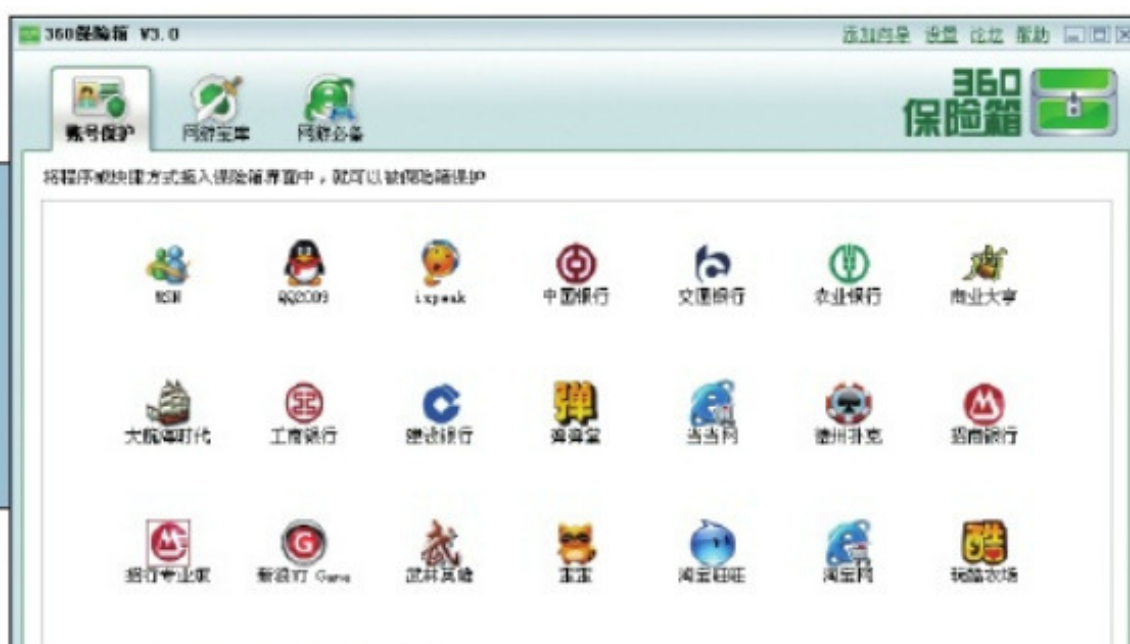 360保险箱 V3.0
添加向导 设置 论坛 帮助
账号保护 网游宝库 网游必备
360
保险箱
将程序或快捷方式拖入保险箱界面中，就可以被保险箱保护
MSN QQ2009 ixpeak 中国银行 交通银行 农业银行 商业大亨
大航海时代 工商银行 建设银行 弹弹堂 当当网 德州扑克 招商银行
招行专业版 新浪UT Game 武林英雄 歪歪 淘宝旺旺 淘宝网 玩酷农场